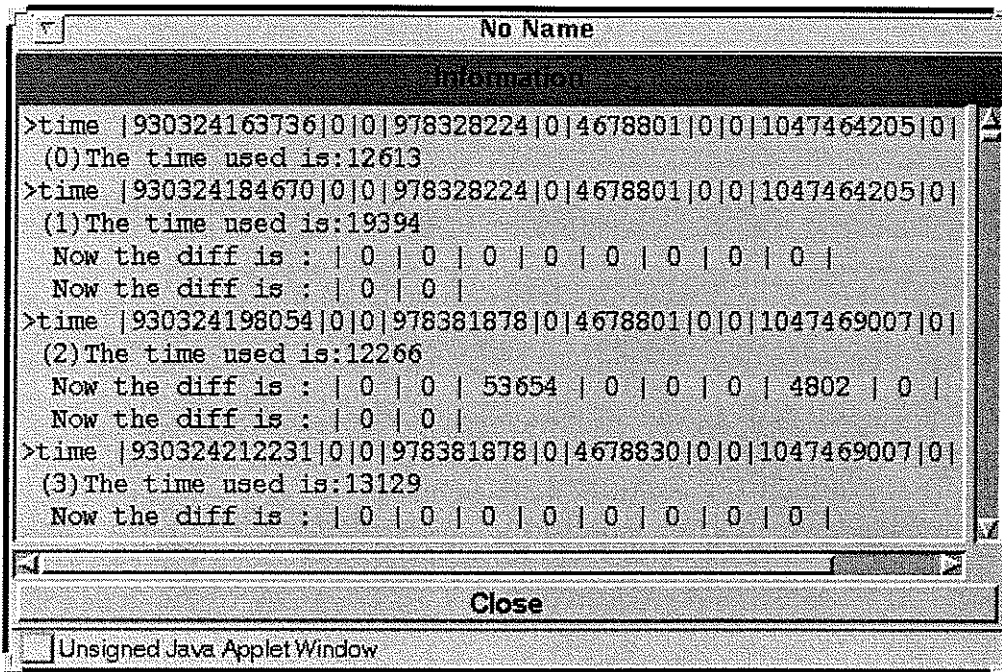 No Name
Information
>time |930324163736|0|0|978328224|0|4678801|0|0|1047464205|0|
(0)The time used is:12613
>time |930324184670|0|0|978328224|0|4678801|0|0|1047464205|0|
(1)The time used is:19394
Now the diff is : | 0 | 0 | 0 | 0 | 0 | 0 | 0 | 0 |
Now the diff is : | 0 | 0 |
>time |930324198054|0|0|978381878|0|4678801|0|0|1047469007|0|
(2)The time used is:12266
Now the diff is : | 0 | 0 | 53654 | 0 | 0 | 0 | 4802 | 0 |
Now the diff is : | 0 | 0 |
>time |930324212231|0|0|978381878|0|4678830|0|0|1047469007|0|
(3)The time used is:13129
Now the diff is : | 0 | 0 | 0 | 0 | 0 | 0 | 0 | 0 |
Close
Unsigned Java Applet Window